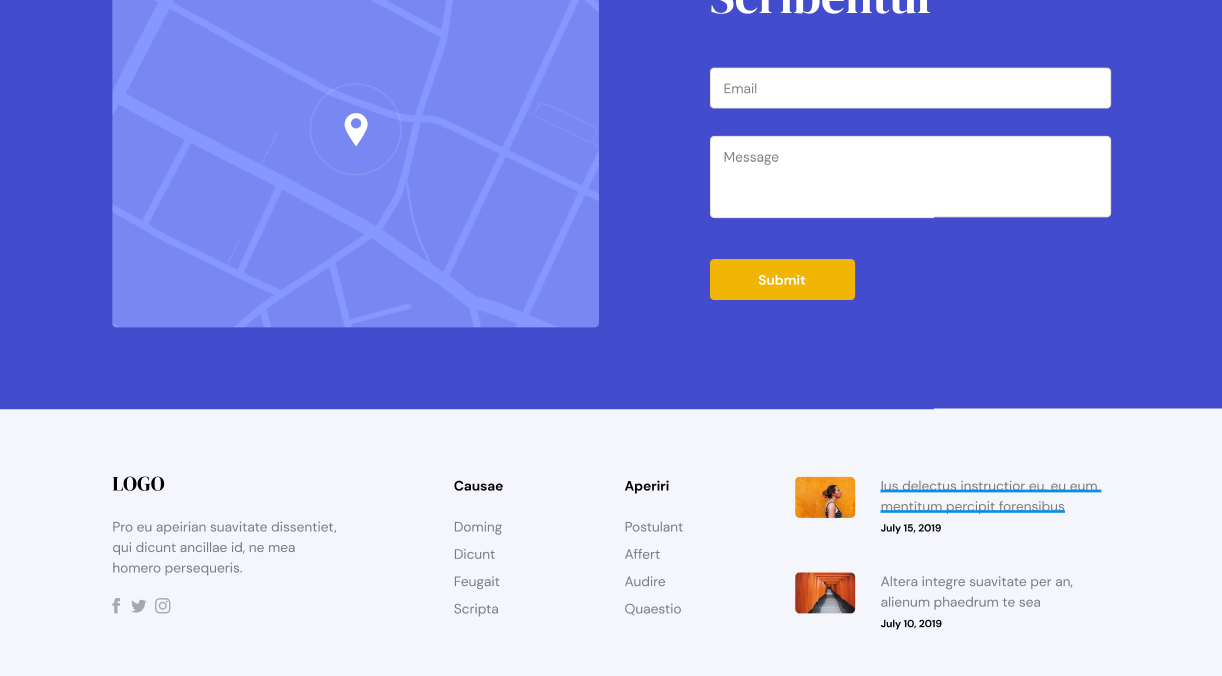 Scribentur
Email
Message
Submit
LOGO
Pro eu apeirian suavitate dissentiet,
qui dicunt ancillae id, ne mea
homero persequeris.
Causae
Doming
Dicunt
Feugait
Scripta
Aperiri
Postulant
Affert
Audire
Quaestio
Ius delectus instructior eu, eu eum
mentitum percipit forensibus
July 15, 2019
Altera integre suavitate per an,
alienum phaedrum te sea
July 10, 2019